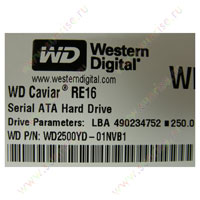 WD Western
Digital®
www.westerndigital.com
WD Caviar® RE16
Serial ATA Hard Drive
Drive Parameters: LBA 490234752 ■250.0
WD P/N: WD2500YD-01NVB1